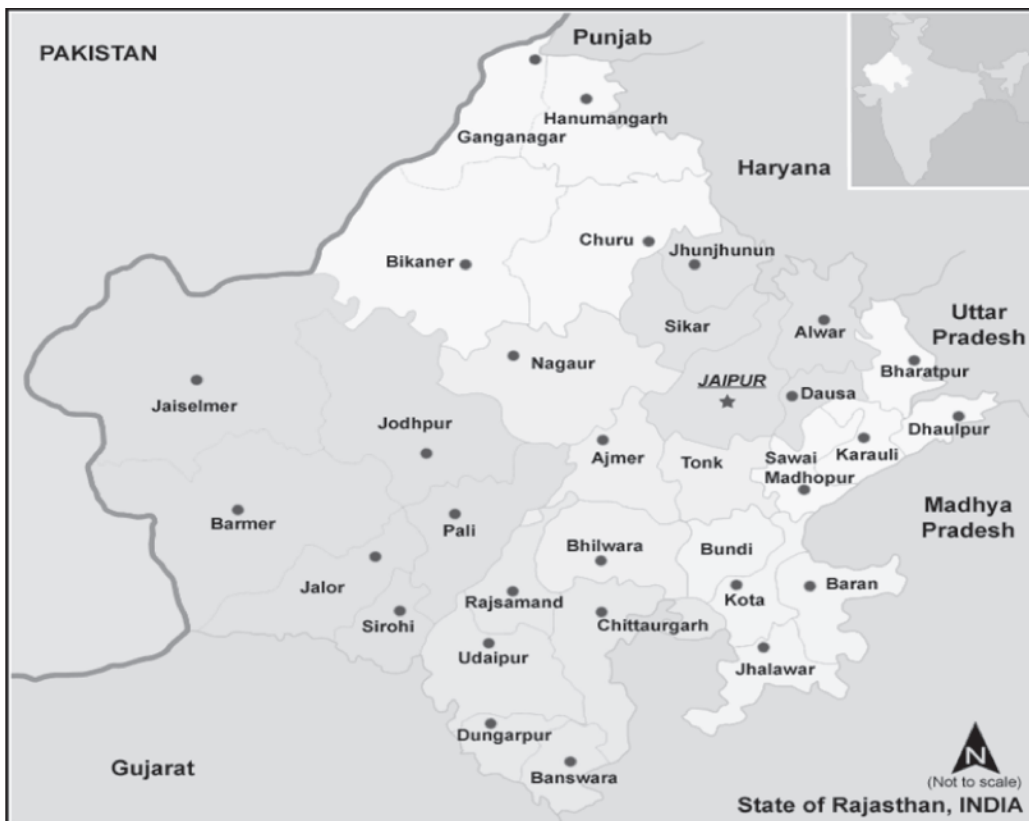 PAKISTAN
Punjab
Hanumangarh
Ganganagar
Haryana
Churu
Jhunjhunun
Bikaner
Sikar
Alwar
Uttar
Pradesh
Nagaur
Bharatpur
JAIPUR
Dausa
Jaiselmer
Jodhpur
Dhaulpur
Ajmer
Tonk
Sawai
Madhopur
Karauli
Madhya
Pradesh
Barmer
Pali
Bhilwara
Bundi
Jalor
Rajsamand
Kota
Baran
Sirohi
Chittaurgarh
Udaipur
Jhalawar
Dungarpur
Banswara
Gujarat
N
(Not to scale)
State of Rajasthan, INDIA